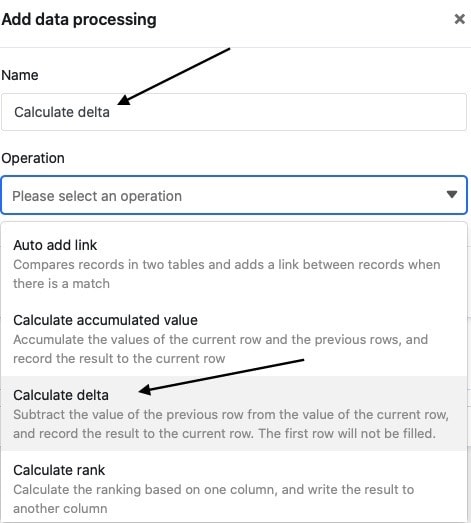 Add data processing ×
Name
Calculate delta
Operation
Please select an operation
Auto add link
Compares records in two tables and adds a link between records when
there is a match
Calculate accumulated value
Accumulate the values of the current row and the previous rows, and
record the result to the current row
Calculate delta
Subtract the value of the previous row from the value of the current row,
and record the result to the current row. The first row will not be filled.
Calculate rank
Calculate the ranking based on one column, and write the result to
another column